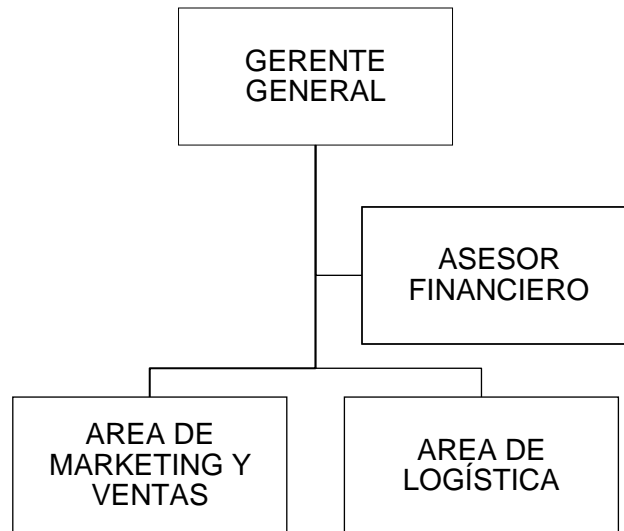 GERENTE
GENERAL
ASESOR
FINANCIERO
AREA DE
MARKETING Y
VENTAS
AREA DE
LOGÍSTICA